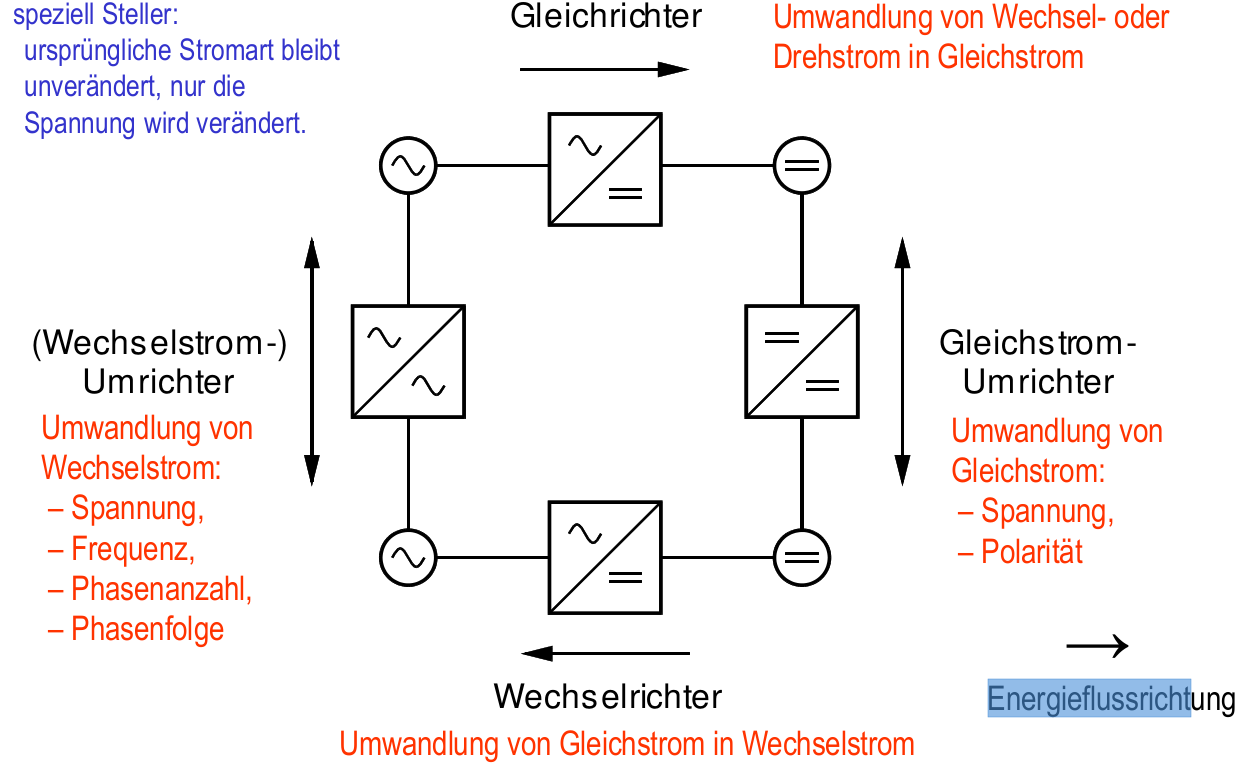 speziell Steller:
ursprüngliche Stromart bleibt
unverändert, nur die
Spannung wird verändert.
Gleichrichter
Umwandlung von Wechsel- oder
Drehstrom in Gleichstrom
(Wechselstrom-)
Umrichter
Umwandlung von
Wechselstrom:
– Spannung,
– Frequenz,
– Phasenanzahl,
– Phasenfolge
Gleichstrom-
Umrichter
Umwandlung von
Gleichstrom:
– Spannung,
– Polarität
Wechselrichter
Umwandlung von Gleichstrom in Wechselstrom
Energieflussrichtung